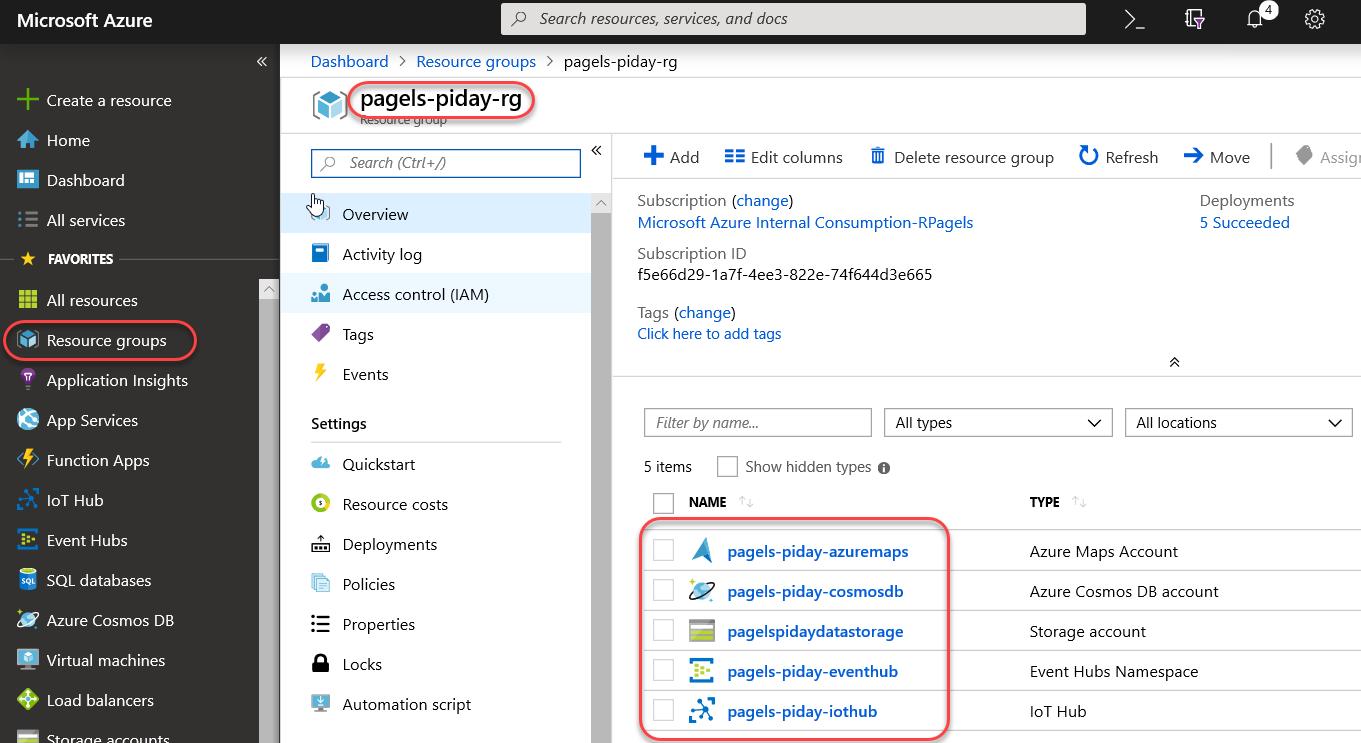 Microsoft Azure
Search resources, services, and docs
4
Create a resource
Home
Dashboard
All services
FAVORITES
All resources
Resource groups
Application Insights
App Services
Function Apps
IoT Hub
Event Hubs
SQL databases
Azure Cosmos DB
Virtual machines
Load balancers
Storage accounts
Dashboard > Resource groups > pagels-piday-rg
pagels-piday-rg
Resource group
Search (Ctrl+/)
Overview
Activity log
Access control (IAM)
Tags
Events
Settings
Quickstart
Resource costs
Deployments
Policies
Properties
Locks
Automation script
Add Edit columns Delete resource group Refresh Move Assig
Subscription (change)
Microsoft Azure Internal Consumption-RPagels
Deployments
5 Succeeded
Subscription ID
f5e66d29-1a7f-4ee3-822e-74f644d3e665
Tags (change)
Click here to add tags
Filter by name... All types All locations
5 items Show hidden types
NAME TYPE
pagels-piday-azuremaps Azure Maps Account
pagels-piday-cosmosdb Azure Cosmos DB account
pagelspidaydatastorage Storage account
pagels-piday-eventhub Event Hubs Namespace
pagels-piday-iothub IoT Hub